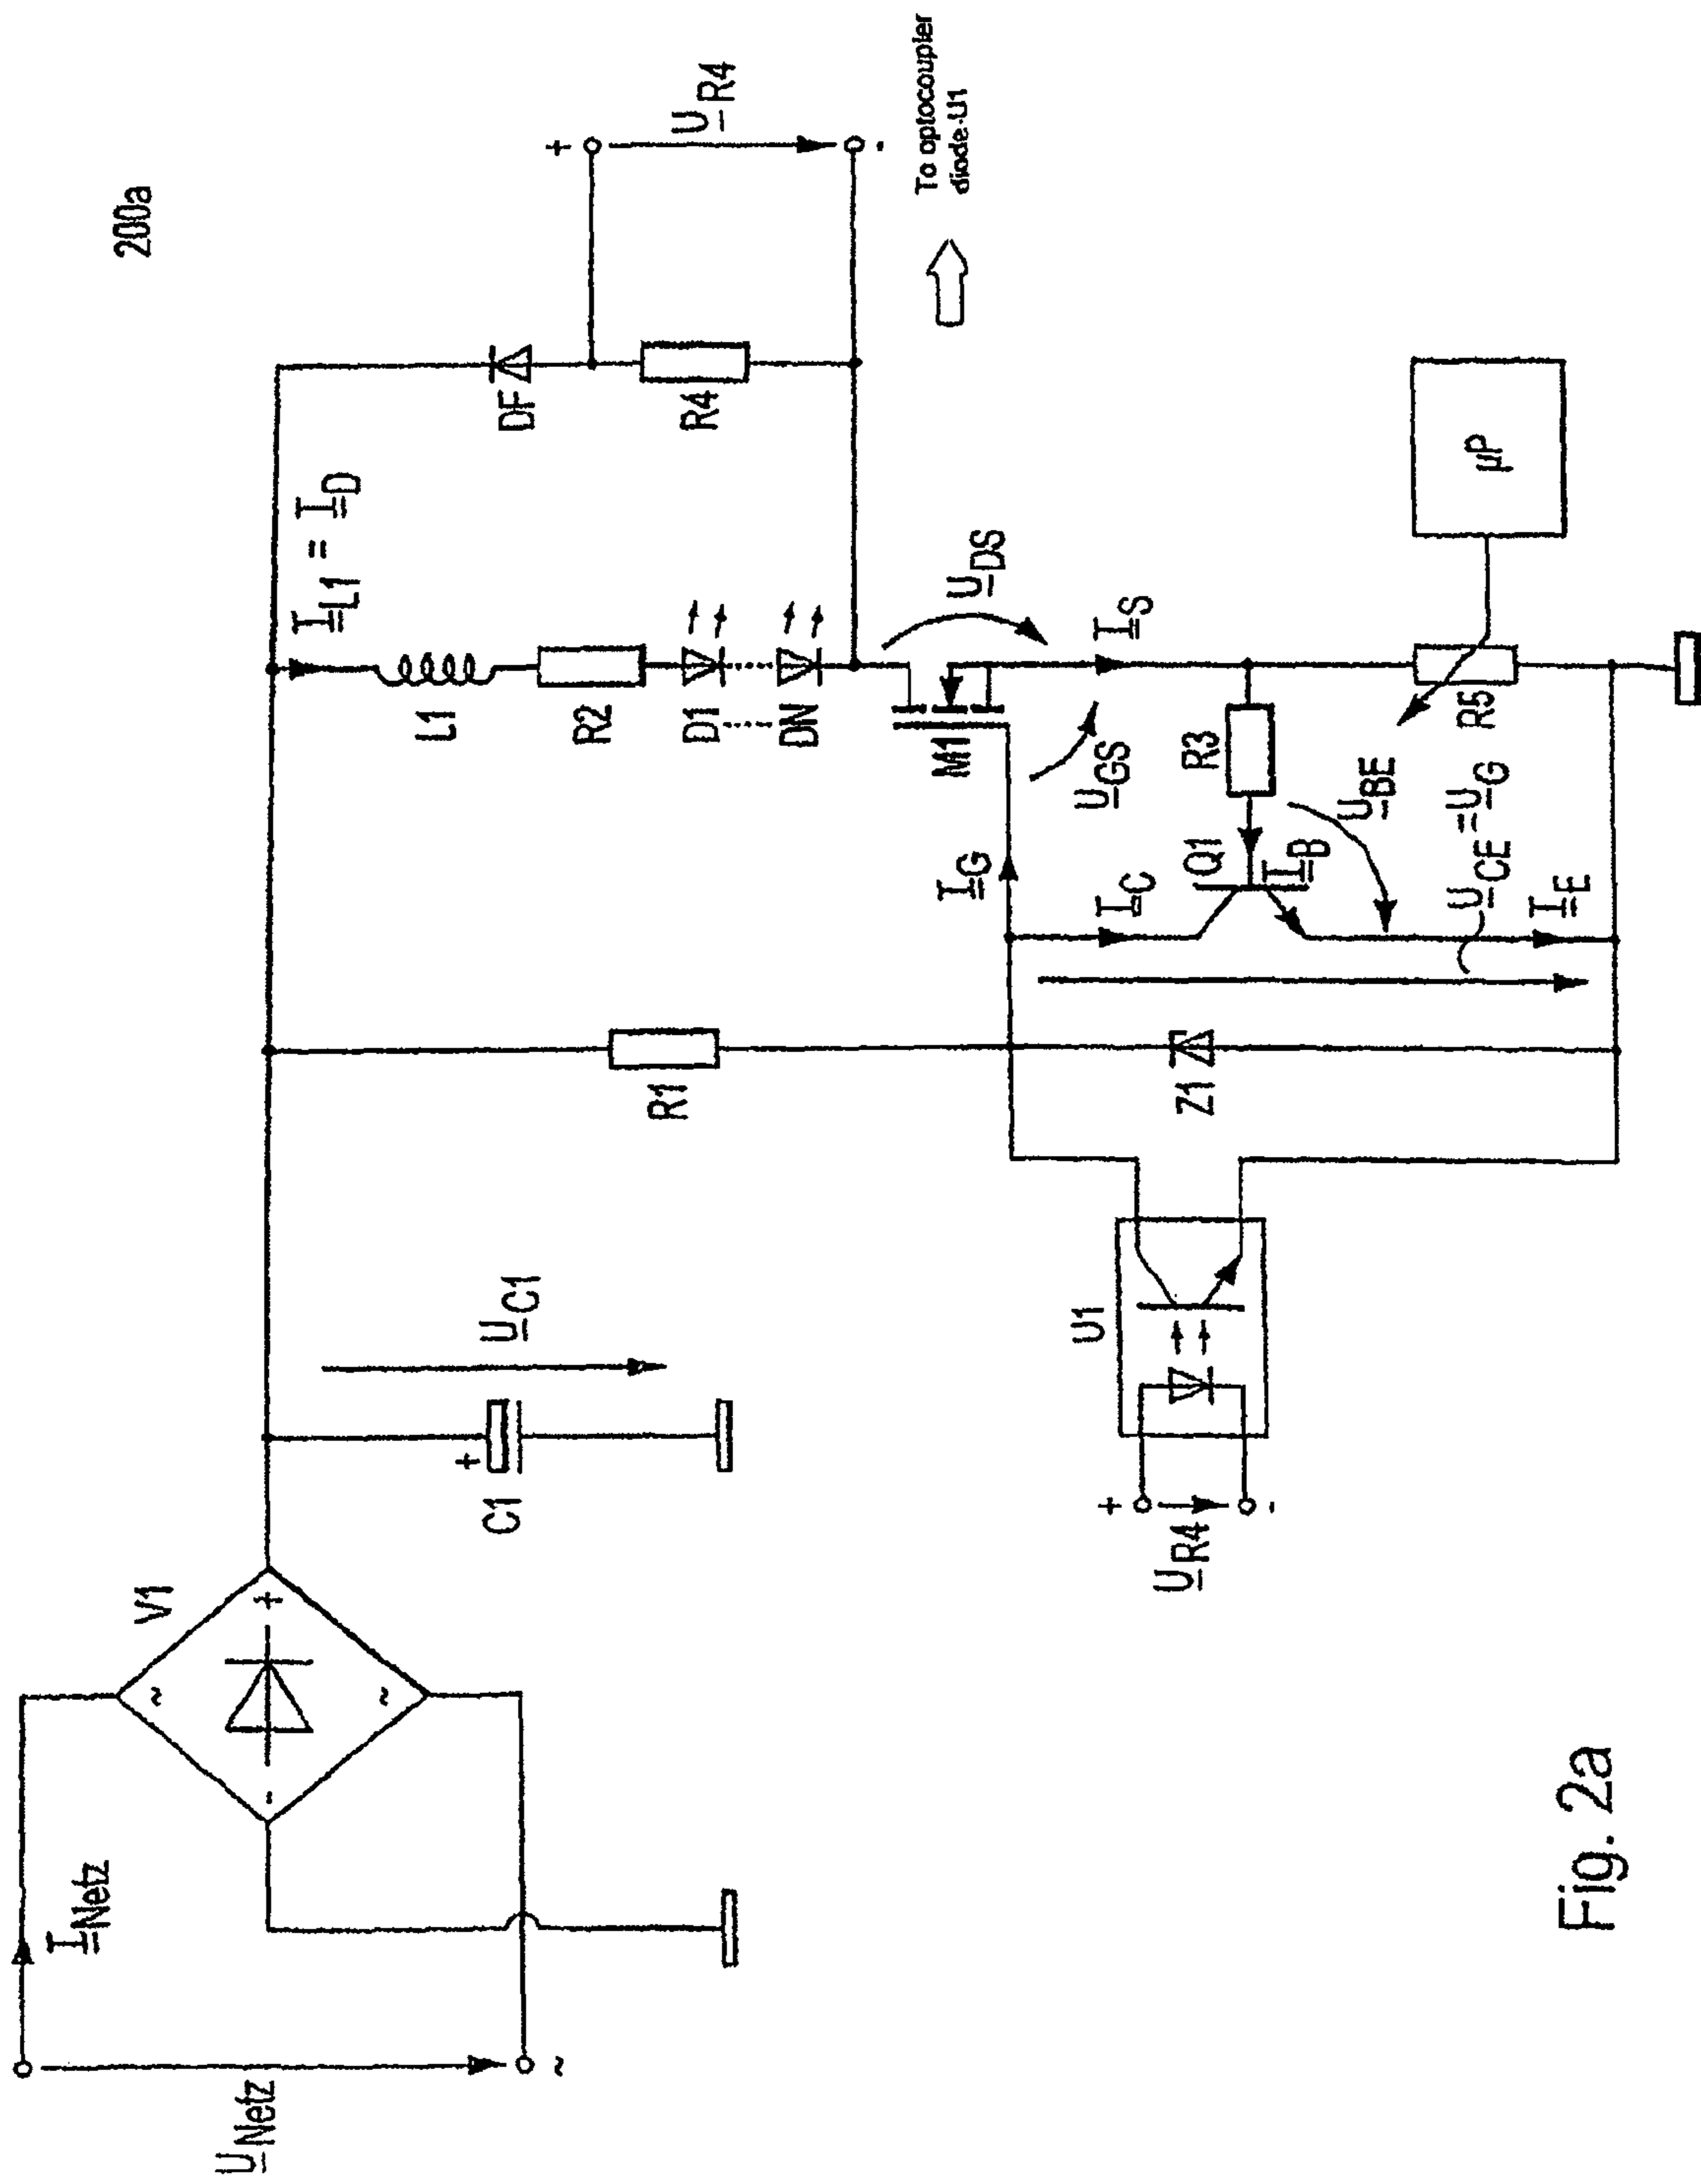 200a
U_Netz
I_Netz
~
V1
~
~
-
+
C1
+
U_C1
R1
I_L1 = I_D
L1
R2
D1
DN
DF
R4
+
U_R4
-
To optocoupler
diode-U1
M1
U_DS
U_GS
I_G
I_S
I_C
Q1
R3
I_B
U_BE
U_CE=U_G
I_E
R5
µP
Z1
U1
+
U_R4
-
Fig. 2a